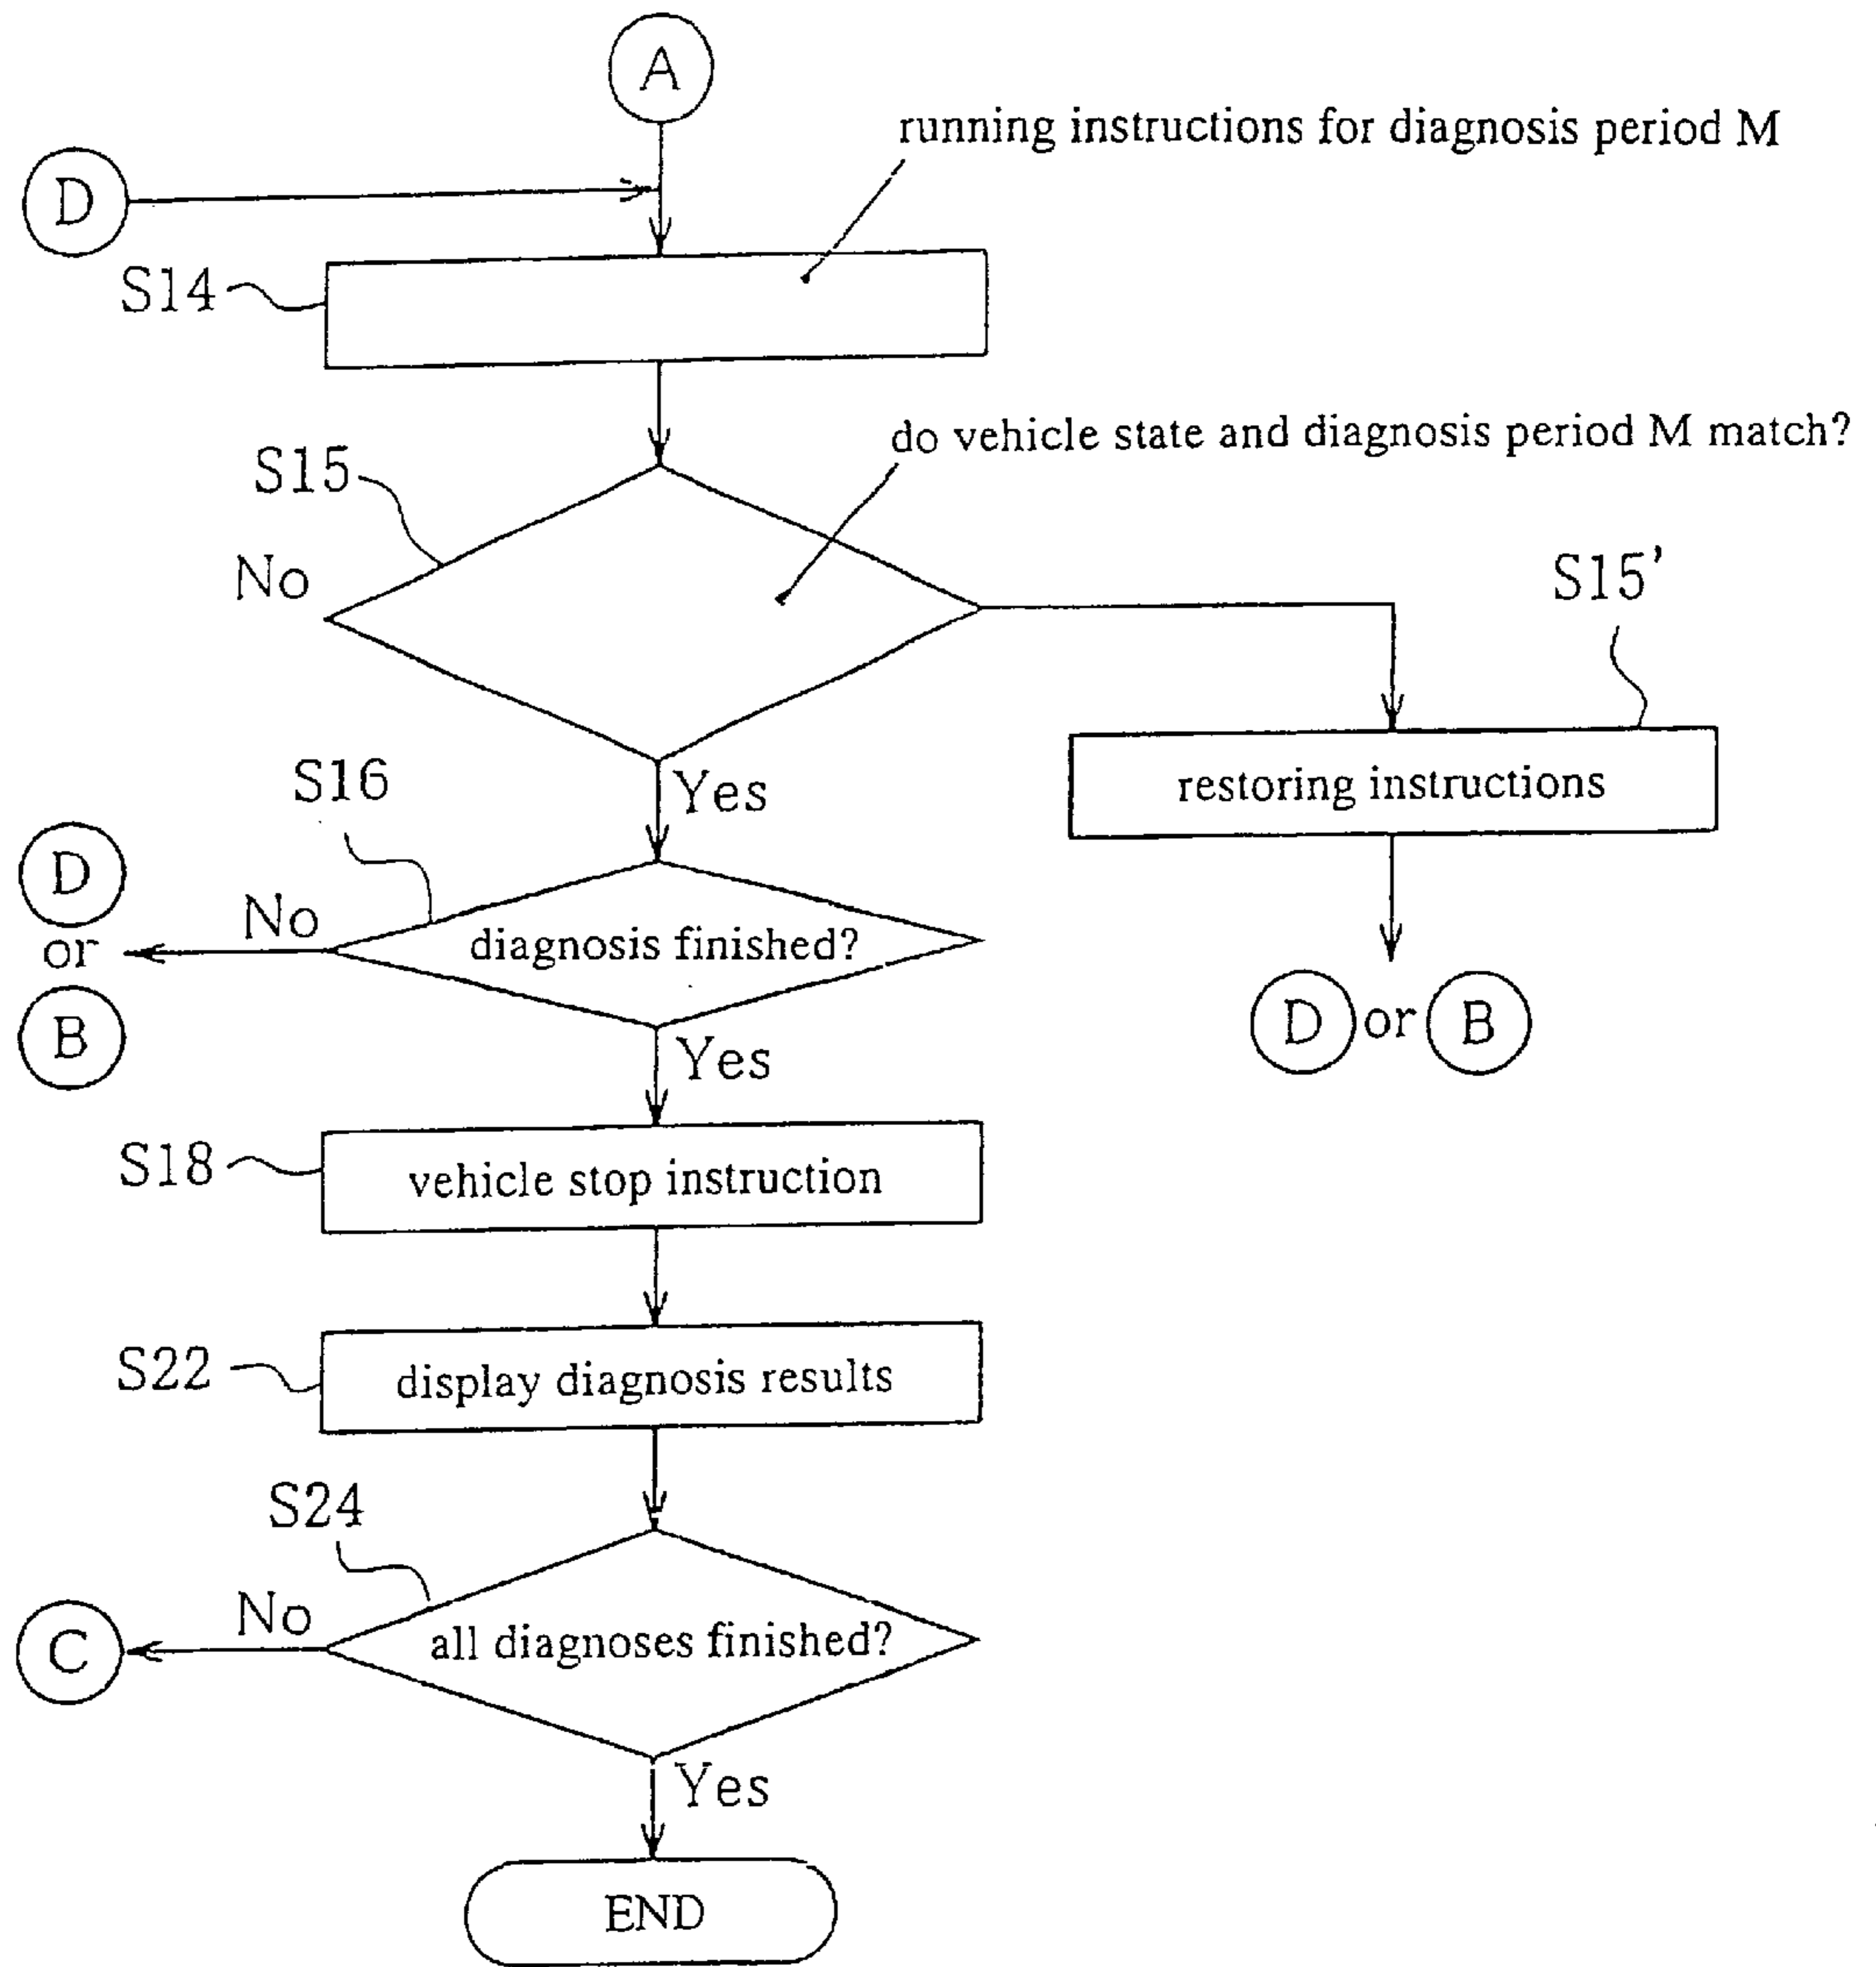 A
running instructions for diagnosis period M
D
S14
do vehicle state and diagnosis period M match?
S15
No
S15'
Yes
restoring instructions
S16
D
or
B
No
diagnosis finished?
D or B
Yes
S18
vehicle stop instruction
S22
display diagnosis results
S24
No
C
all diagnoses finished?
Yes
END